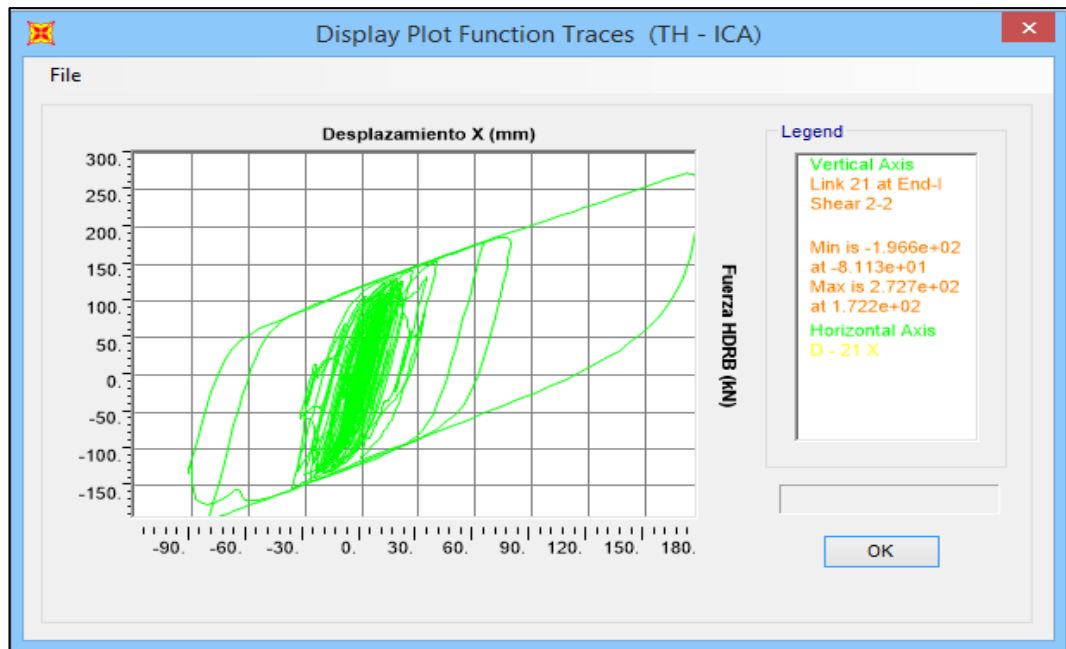 Display Plot Function Traces (TH - ICA)
File
Desplazamiento X (mm)
300.
250.
200.
150.
100.
50.
0.
-50.
-100.
-150.
-90. -60. -30. 0. 30. 60. 90. 120. 150. 180.
Fuerza HDRB (kN)
Legend
Vertical Axis
Link 21 at End-I
Shear 2-2
Min is -1.966e+02
at -8.113e+01
Max is 2.727e+02
at 1.722e+02
Horizontal Axis
D - 21 X
OK